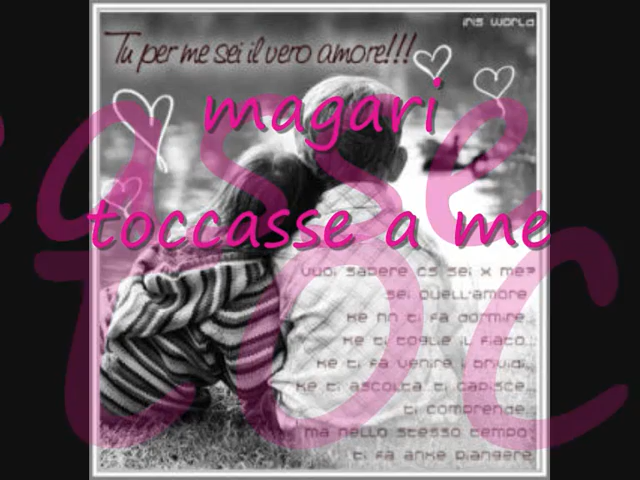 iris world
Tu per me sei il vero amore!!!
magari
toccasse a me
asse
toc
vuoi sapere cs sei x me?
sei quell'amore
ke nn ti fa dormire...
ke ti toglie il fiato...
ke ti fa venire i brividi...
ke ti ascolta..ti capisce...
ti comprende...
ma nello stesso tempo
ti fa anke piangere